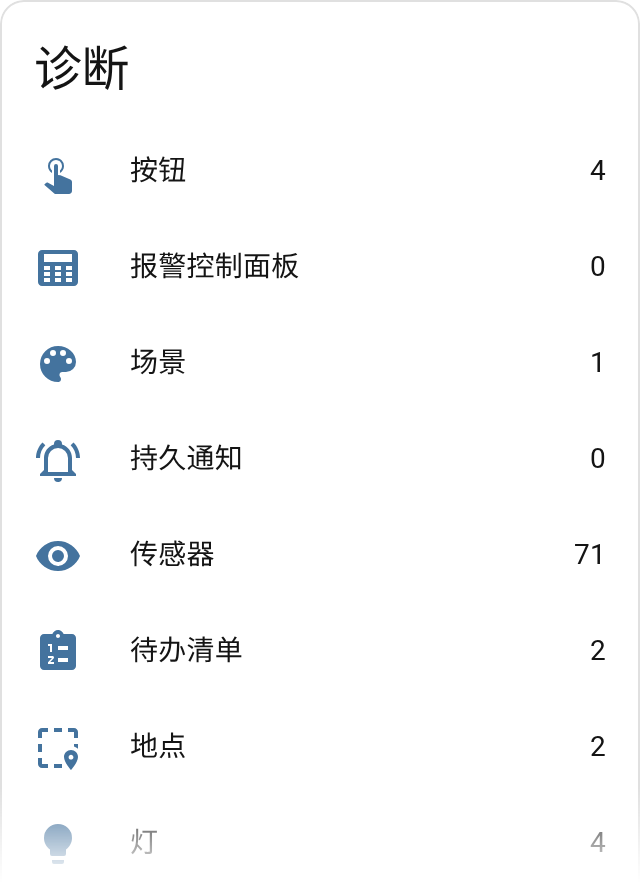 诊断
按钮 4
报警控制面板 0
场景 1
持久通知 0
传感器 71
待办清单 2
地点 2
灯 4